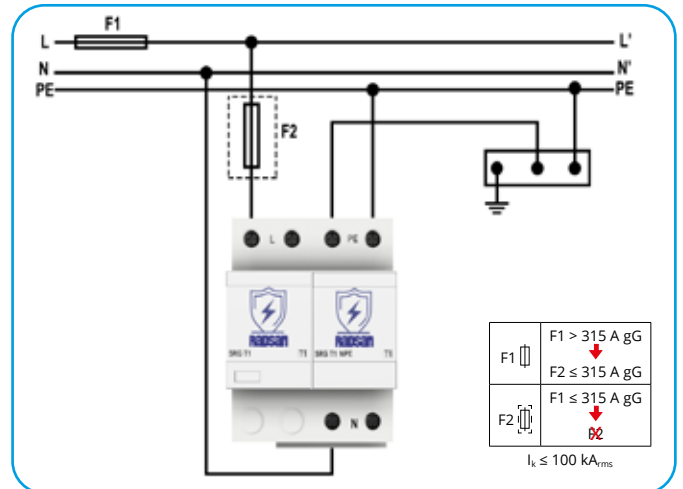 F1
L L'
N N'
PE PE
F2
L PE
RADSAN RADSAN
SRG T1 T1 SRG T1 NPE T1
N
F1 F1 > 315 A gG
F2 ≤ 315 A gG
F2 F1 ≤ 315 A gG
F2
Iₖ ≤ 100 kArms